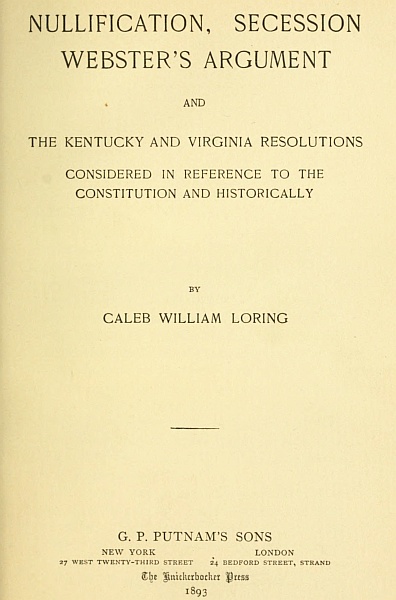 NULLIFICATION, SECESSION
WEBSTER'S ARGUMENT
AND
THE KENTUCKY AND VIRGINIA RESOLUTIONS
CONSIDERED IN REFERENCE TO THE
CONSTITUTION AND HISTORICALLY
BY
CALEB WILLIAM LORING
G. P. PUTNAM'S SONS
NEW YORK LONDON
27 WEST TWENTY-THIRD STREET 24 BEDFORD STREET, STRAND
The Knickerbocker Press
1893